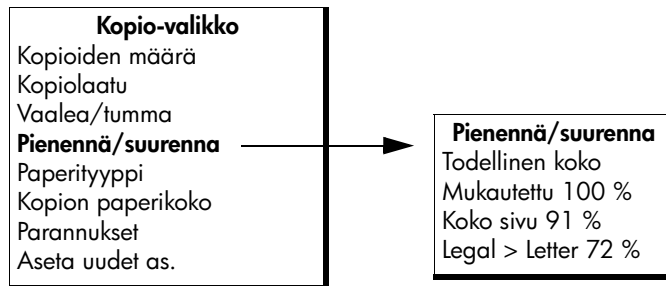 Kopio-valikko
Kopioiden määrä
Kopiolaatu
Vaalea/tumma
Pienennä/suurenna
Paperityyppi
Kopion paperikoko
Parannukset
Aseta uudet as.
Pienennä/suurenna
Todellinen koko
Mukautettu 100 %
Koko sivu 91 %
Legal > Letter 72 %